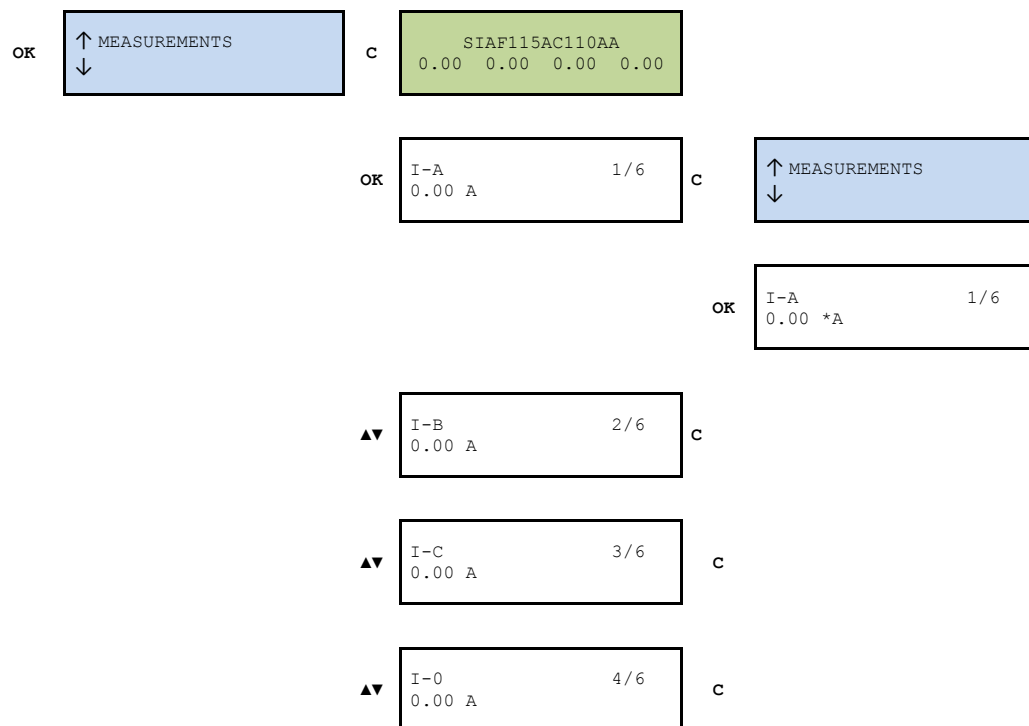 OK ↑ MEASUREMENTS
↓
C SIAF115AC110AA
0.00 0.00 0.00 0.00
OK I-A 1/6
0.00 A
C ↑ MEASUREMENTS
↓
OK I-A 1/6
0.00 *A
▲▼ I-B 2/6 C
0.00 A
▲▼ I-C 3/6 C
0.00 A
▲▼ I-0 4/6 C
0.00 A